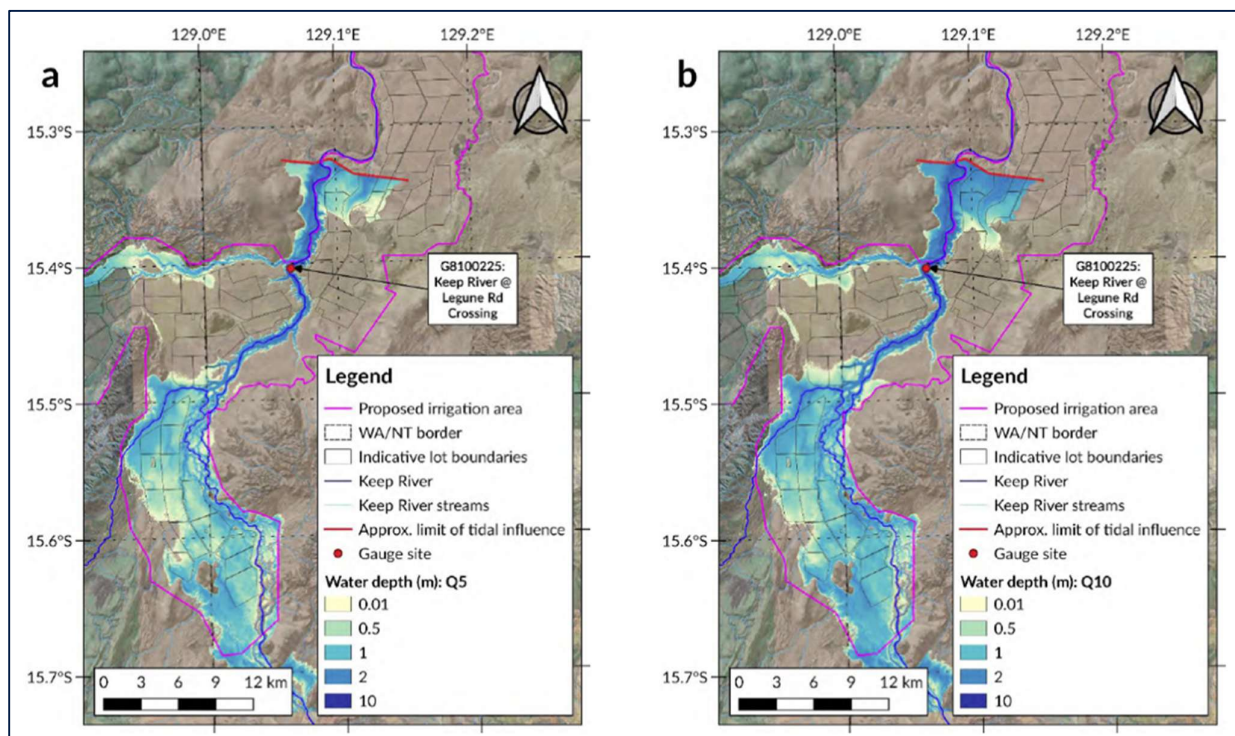 129.0°E 129.1°E 129.2°E
a
15.3°S
15.4°S
15.5°S
15.6°S
15.7°S
G8100225:
Keep River @
Legune Rd
Crossing
Legend
Proposed irrigation area
WA/NT border
Indicative lot boundaries
Keep River
Keep River streams
Approx. limit of tidal influence
Gauge site
Water depth (m): Q5
0.01
0.5
1
2
10
0 3 6 9 12 km
129.0°E 129.1°E 129.2°E
b
15.3°S
15.4°S
15.5°S
15.6°S
15.7°S
G8100225:
Keep River @
Legune Rd
Crossing
Legend
Proposed irrigation area
WA/NT border
Indicative lot boundaries
Keep River
Keep River streams
Approx. limit of tidal influence
Gauge site
Water depth (m): Q10
0.01
0.5
1
2
10
0 3 6 9 12 km